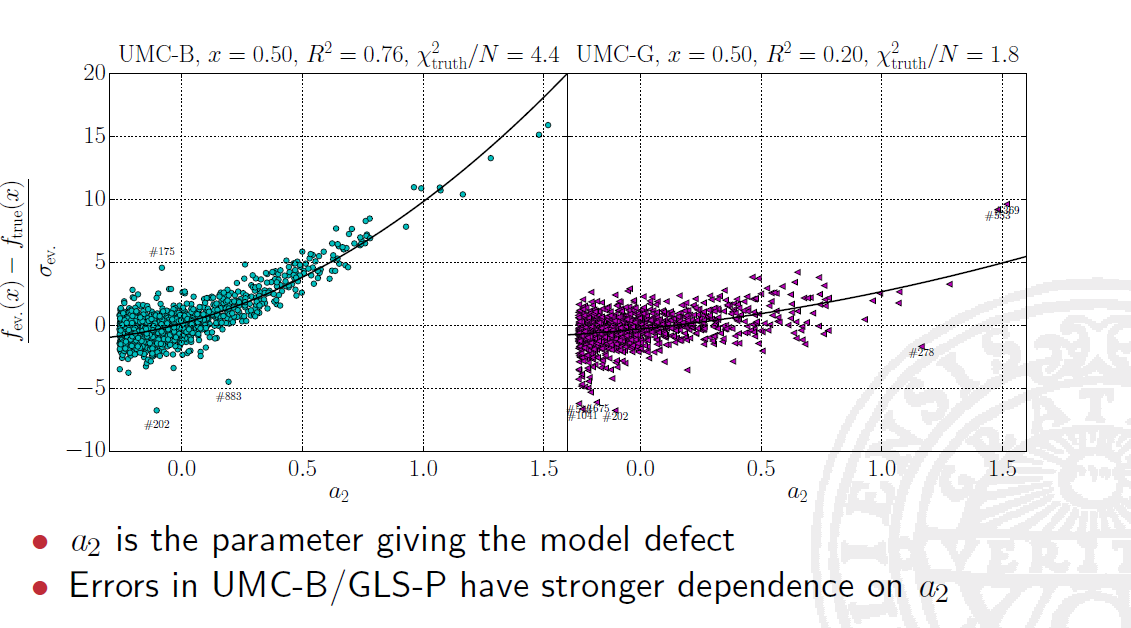 UMC-B, x = 0.50, R² = 0.76, χ²truth/N = 4.4
UMC-G, x = 0.50, R² = 0.20, χ²truth/N = 1.8
20
15
10
5
0
−5
−10
fev.(x) − ftrue(x)
σev.
#175
#883
#202
#369
#278
#675
#1041
#202
0.0 0.5 1.0 1.5
0.0 0.5 1.0 1.5
a₂
a₂
• a₂ is the parameter giving the model defect
• Errors in UMC-B/GLS-P have stronger dependence on a₂